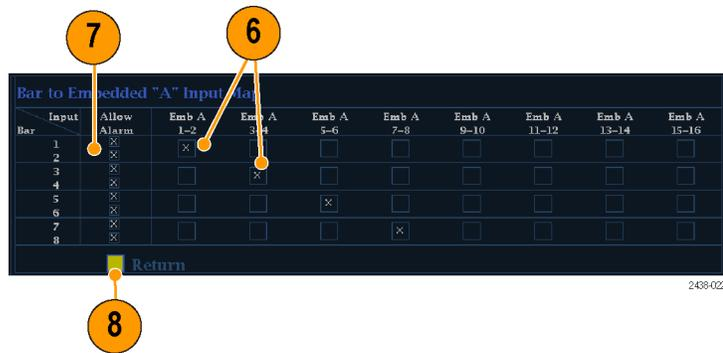 7 6
Bar to Embedded "A" Input Map
Input Allow Emb A Emb A Emb A Emb A Emb A Emb A Emb A Emb A
Bar Alarm 1–2 3–4 5–6 7–8 9–10 11–12 13–14 15–16
1 X X
2 X
3 X X
4 X
5 X X
6 X
7 X X
8 X
Return
2438-022
8